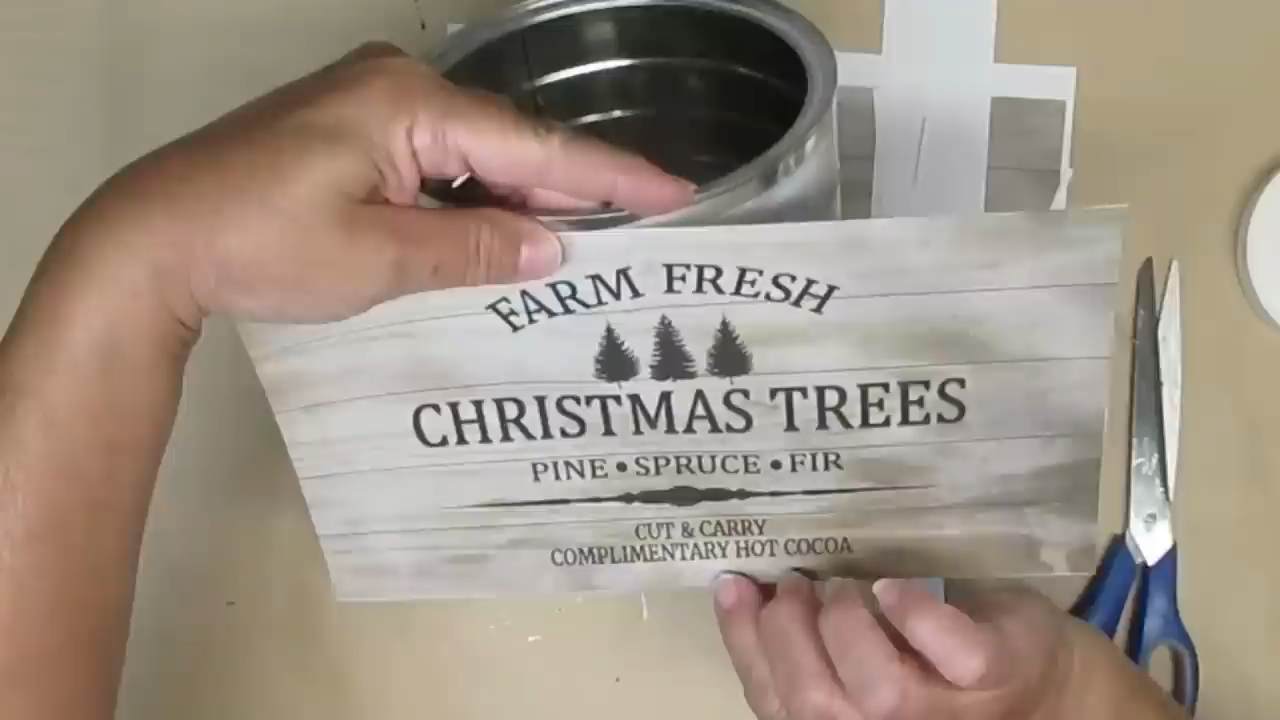 FARM FRESH
CHRISTMAS TREES
PINE • SPRUCE • FIR
CUT & CARRY
COMPLIMENTARY HOT COCOA